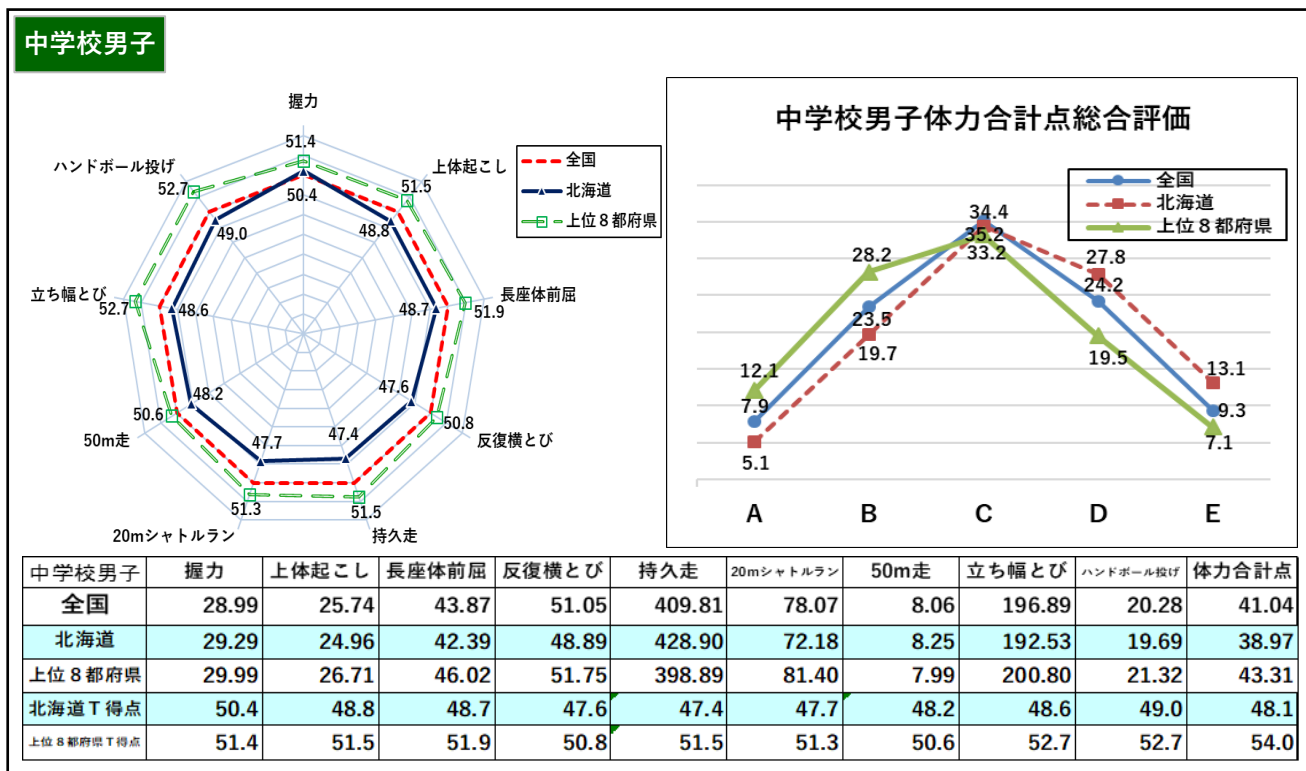 中学校男子
握力
51.4
50.4
上体起こし
51.5
48.8
長座体前屈
51.9
48.7
反復横とび
50.8
47.6
持久走
51.5
47.4
20mシャトルラン
51.3
47.7
50m走
50.6
48.2
立ち幅とび
52.7
48.6
ハンドボール投げ
52.7
49.0
全国
北海道
上位8都府県
中学校男子体力合計点総合評価
全国
北海道
上位8都府県
12.1
7.9
5.1
28.2
23.5
19.7
34.4
35.2
33.2
27.8
24.2
19.5
13.1
9.3
7.1
A B C D E
中学校男子 握力 上体起こし 長座体前屈 反復横とび 持久走 20mシャトルラン 50m走 立ち幅とび ハンドボール投げ 体力合計点
全国 28.99 25.74 43.87 51.05 409.81 78.07 8.06 196.89 20.28 41.04
北海道 29.29 24.96 42.39 48.89 428.90 72.18 8.25 192.53 19.69 38.97
上位8都府県 29.99 26.71 46.02 51.75 398.89 81.40 7.99 200.80 21.32 43.31
北海道T得点 50.4 48.8 48.7 47.6 47.4 47.7 48.2 48.6 49.0 48.1
上位8都府県T得点 51.4 51.5 51.9 50.8 51.5 51.3 50.6 52.7 52.7 54.0